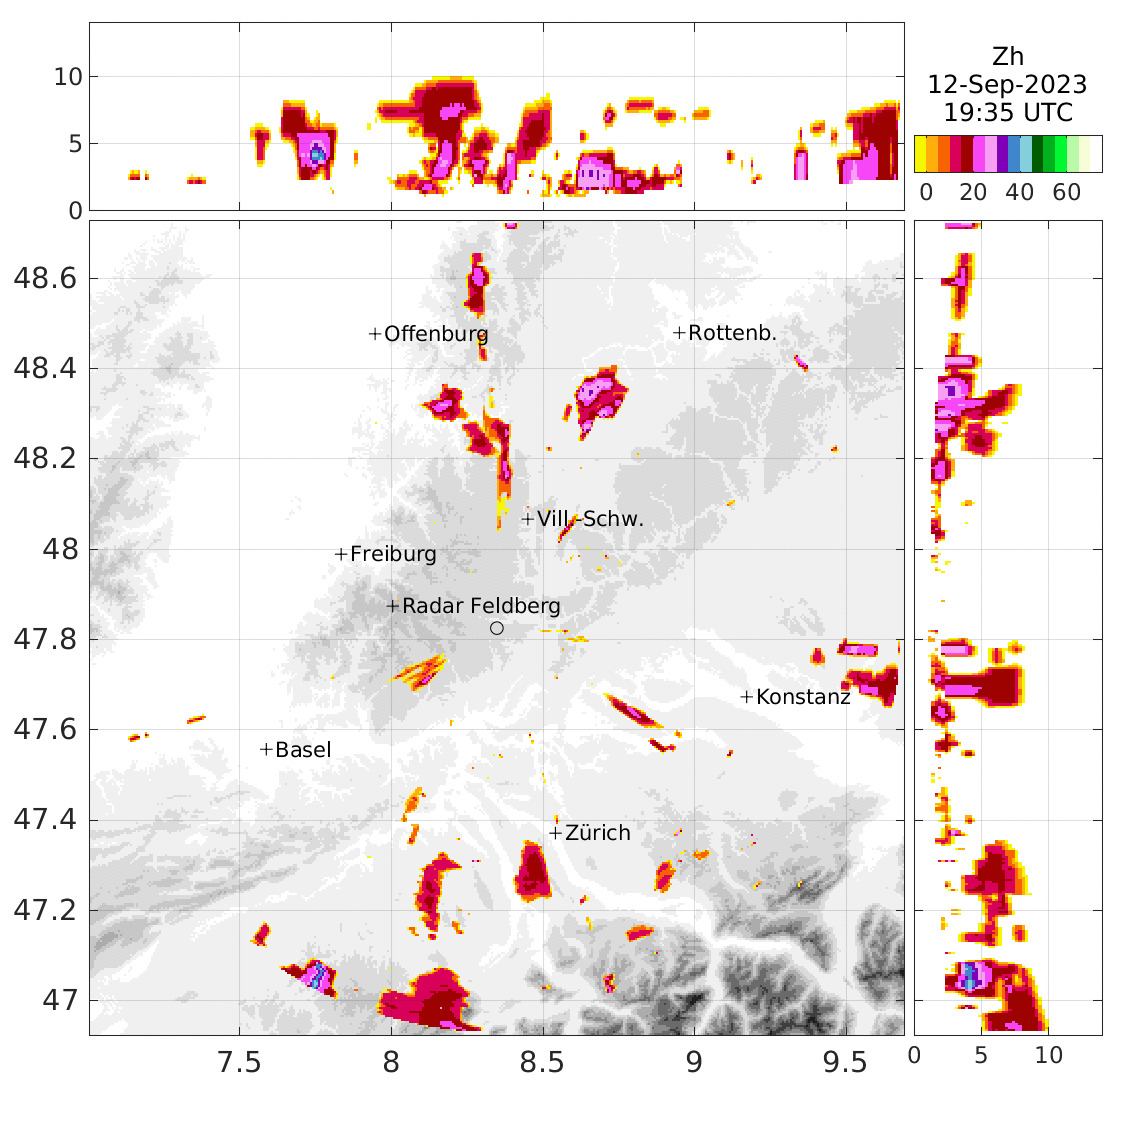 10
5
0
Zh
12-Sep-2023
19:35 UTC
0 20 40 60
48.6
48.4
48.2
48
47.8
47.6
47.4
47.2
47
+Offenburg
+Rottenb.
+Vill.-Schw.
+Freiburg
+Radar Feldberg
+Konstanz
+Basel
+Zürich
7.5 8 8.5 9 9.5
0 5 10